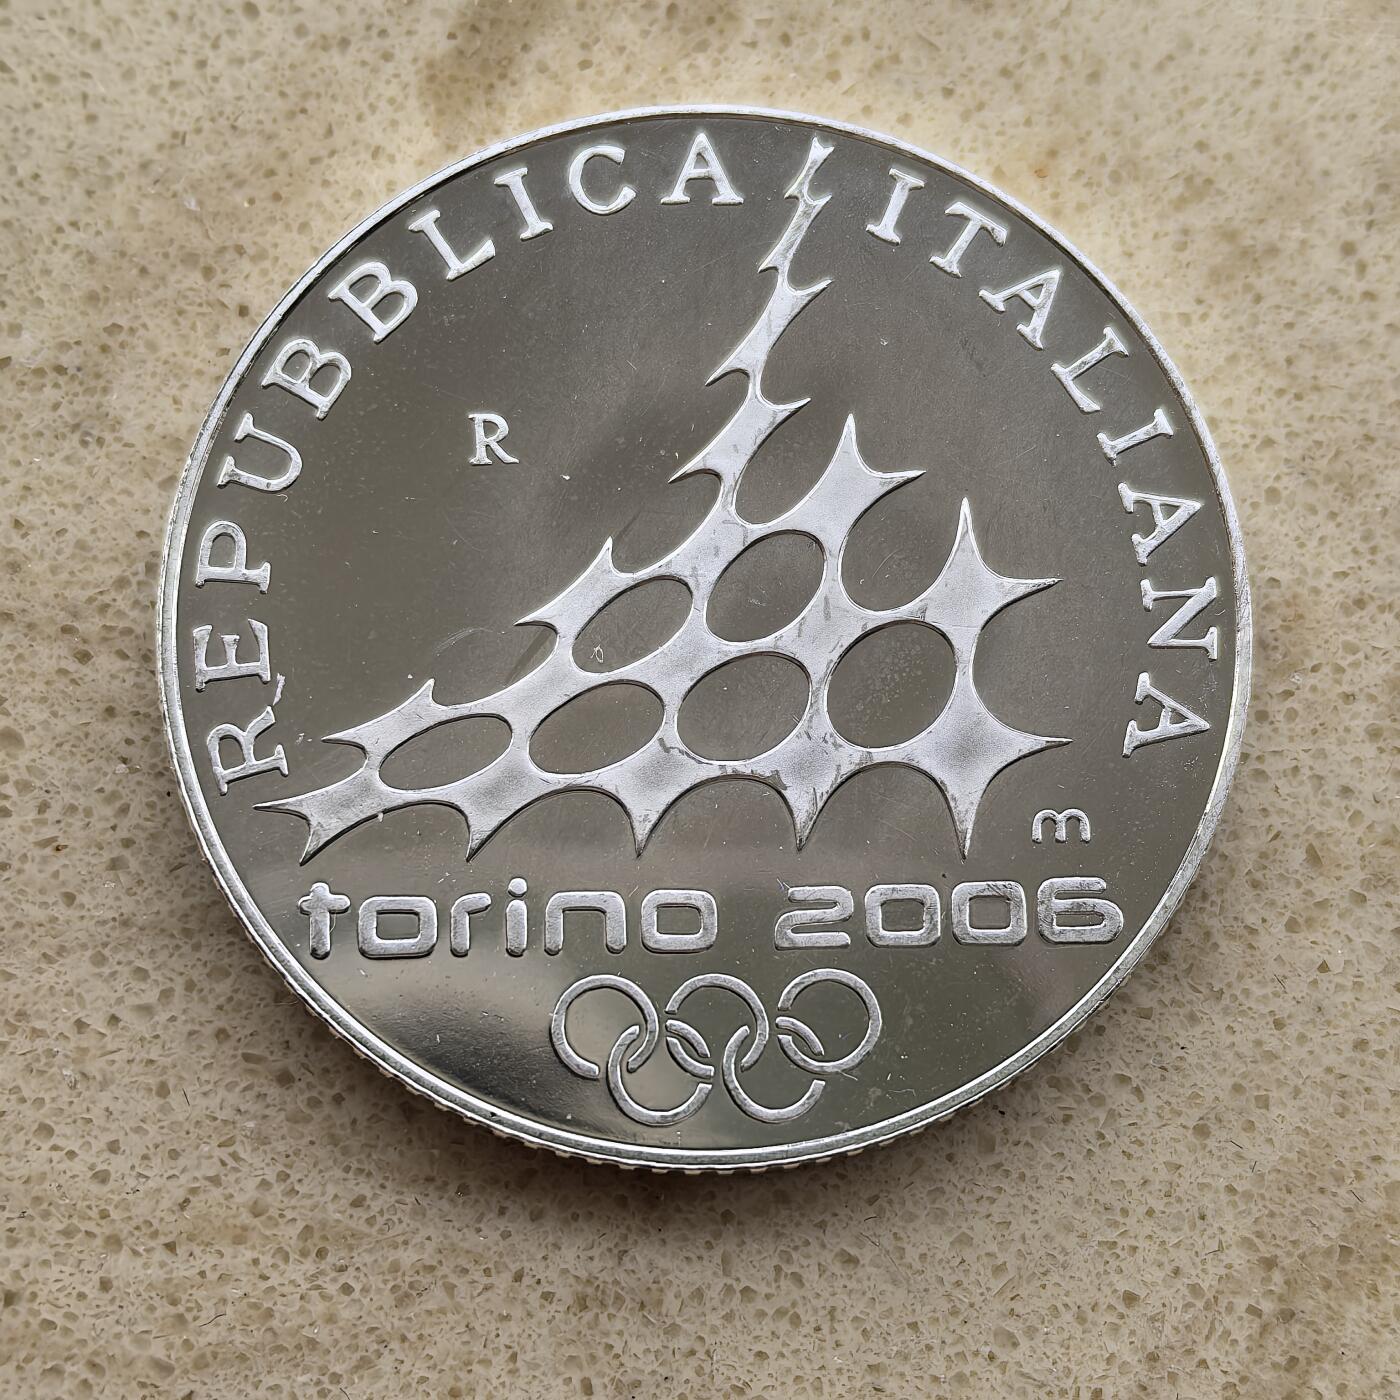 REPUBBLICA ITALIANA
R
m
torino 2006